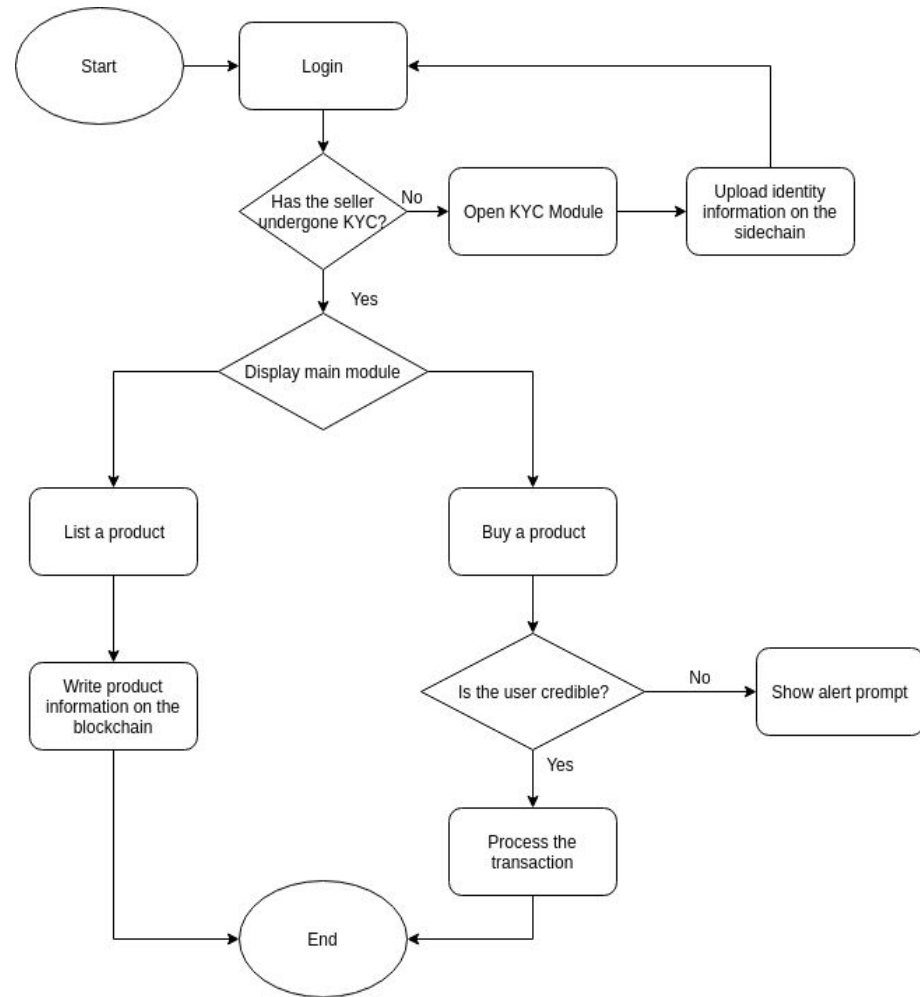 Start
Login
Has the seller
undergone KYC?
No
Open KYC Module
Upload identity
information on the
sidechain
Yes
Display main module
List a product
Buy a product
Write product
information on the
blockchain
Is the user credible?
No
Show alert prompt
Yes
Process the
transaction
End